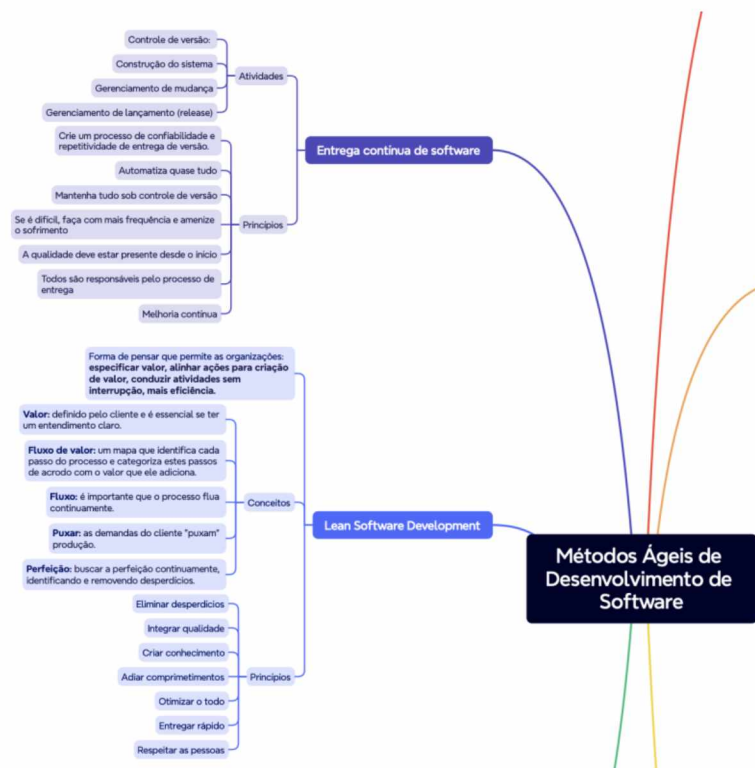 Controle de versão:
Construção do sistema
Gerenciamento de mudança
Gerenciamento de lançamento (release)
Atividades
Crie um processo de confiabilidade e
repetitividade de entrega de versão.
Automatiza quase tudo
Mantenha tudo sob controle de versão
Se é difícil, faça com mais frequência e amenize
o sofrimento
A qualidade deve estar presente desde o início
Todos são responsáveis pelo processo de
entrega
Melhoria contínua
Princípios
Entrega contínua de software
Forma de pensar que permite as organizações:
especificar valor, alinhar ações para criação
de valor, conduzir atividades sem
interrupção, mais eficiência.
Valor: definido pelo cliente e é essencial se ter
um entendimento claro.
Fluxo de valor: um mapa que identifica cada
passo do processo e categoriza estes passos
de acrodo com o valor que ele adiciona.
Fluxo: é importante que o processo flua
continuamente.
Puxar: as demandas do cliente "puxam"
produção.
Perfeição: buscar a perfeição continuamente,
identificando e removendo desperdícios.
Conceitos
Lean Software Development
Eliminar desperdícios
Integrar qualidade
Criar conhecimento
Adiar comprometimentos
Otimizar o todo
Entregar rápido
Respeitar as pessoas
Princípios
Métodos Ágeis de
Desenvolvimento de
Software